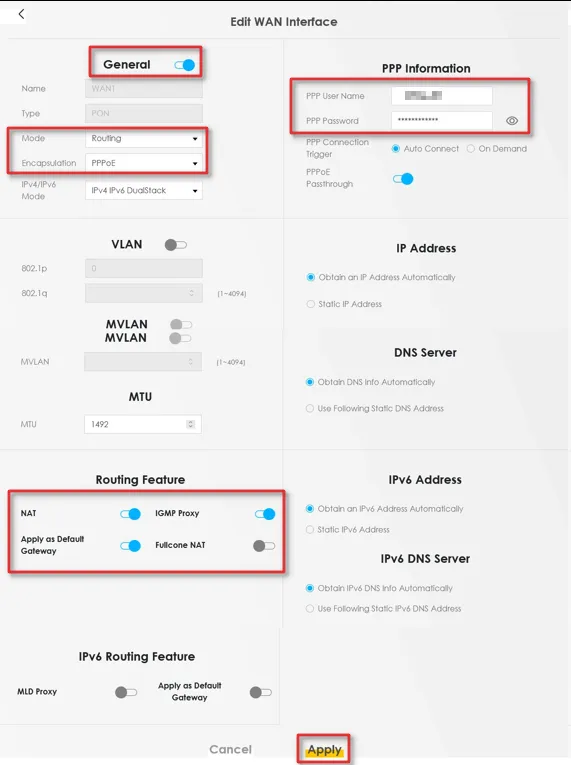 Edit WAN Interface
General
Name
WANT
Type
PON
Mode
Routing
Encapsulation
PPPoE
IPv4/IPv6
Mode
IPv4 IPv6 DualStack
PPP Information
PPP User Name
PPP Password
************
PPP Connection
Trigger
Auto Connect
On Demand
PPPoE
Passthrough
VLAN
802.1p
0
802.1q
(1~4094)
MVLAN
MVLAN
MVLAN
(1~4094)
MTU
MTU
1492
IP Address
Obtain an IP Address Automatically
Static IP Address
DNS Server
Obtain DNS Info Automatically
Use Following Static DNS Address
Routing Feature
NAT
IGMP Proxy
Apply as Default
Gateway
Fullcone NAT
IPv6 Address
Obtain an IPv6 Address Automatically
Static IPv6 Address
IPv6 DNS Server
Obtain IPv6 DNS Info Automatically
Use Following Static IPv6 DNS Address
IPv6 Routing Feature
MLD Proxy
Apply as Default
Gateway
Cancel
Apply